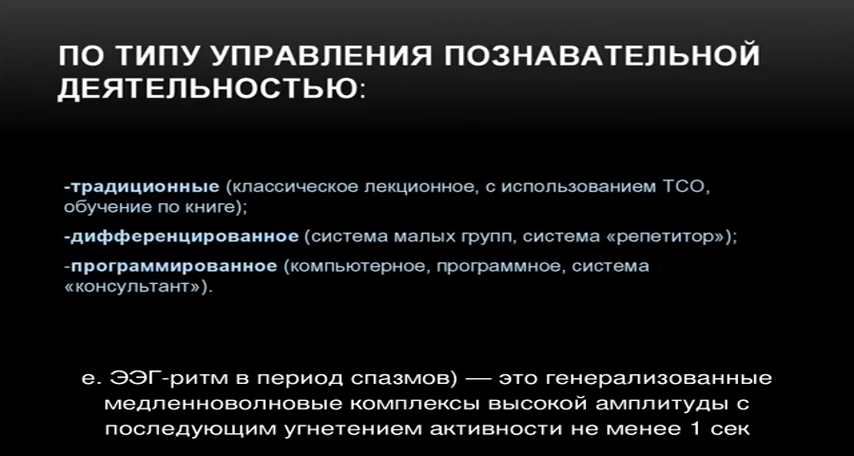 ПО ТИПУ УПРАВЛЕНИЯ ПОЗНАВАТЕЛЬНОЙ
ДЕЯТЕЛЬНОСТЬЮ:
-традиционные (классическое лекционное, с использованием ТСО,
обучение по книге);
-дифференцированное (система малых групп, система «репетитор»);
-программированное (компьютерное, программное, система
«консультант»).
е. ЭЭГ-ритм в период спазмов) — это генерализованные
медленноволновые комплексы высокой амплитуды с
последующим угнетением активности не менее 1 сек